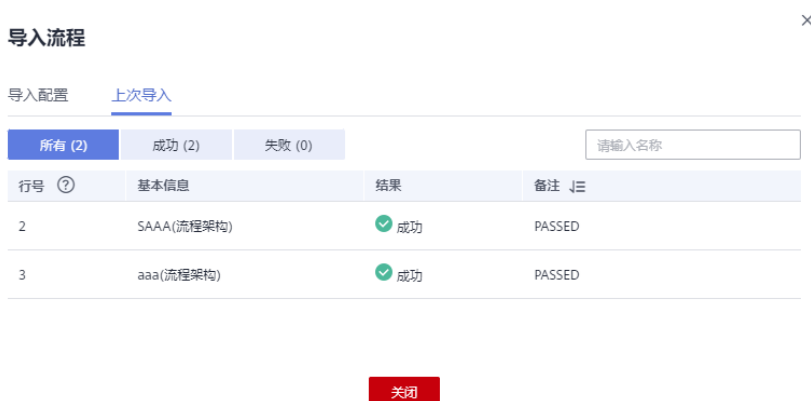 导入流程
导入配置 上次导入
所有 (2) 成功 (2) 失败 (0) 请输入名称
行号 ? 基本信息 结果 备注
2 SAAA(流程架构) 成功 PASSED
3 aaa(流程架构) 成功 PASSED
关闭